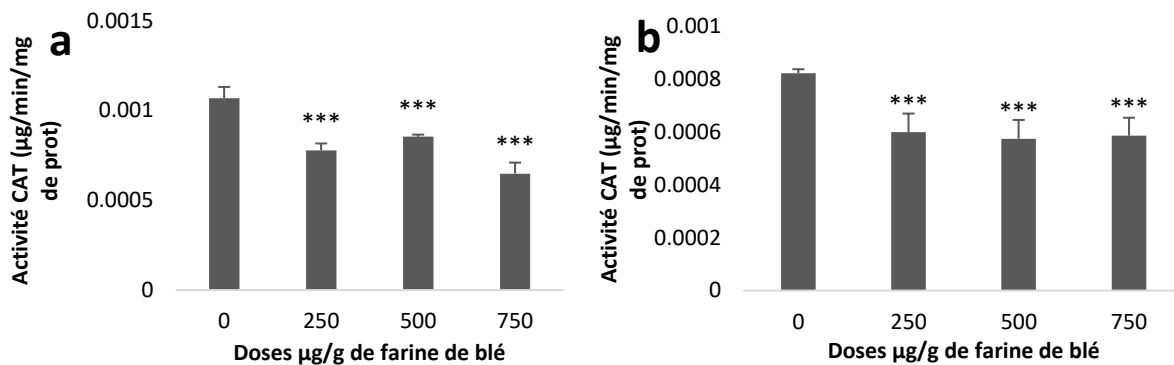 a
Activité CAT (µg/min/mg
de prot)
0.0015
0.001
0.0005
0
***
***
***
0 250 500 750
Doses µg/g de farine de blé
b
Activité CAT (µg/min/mg
de prot)
0.001
0.0008
0.0006
0.0004
0.0002
0
***
***
***
0 250 500 750
Doses µg/g de farine de blé